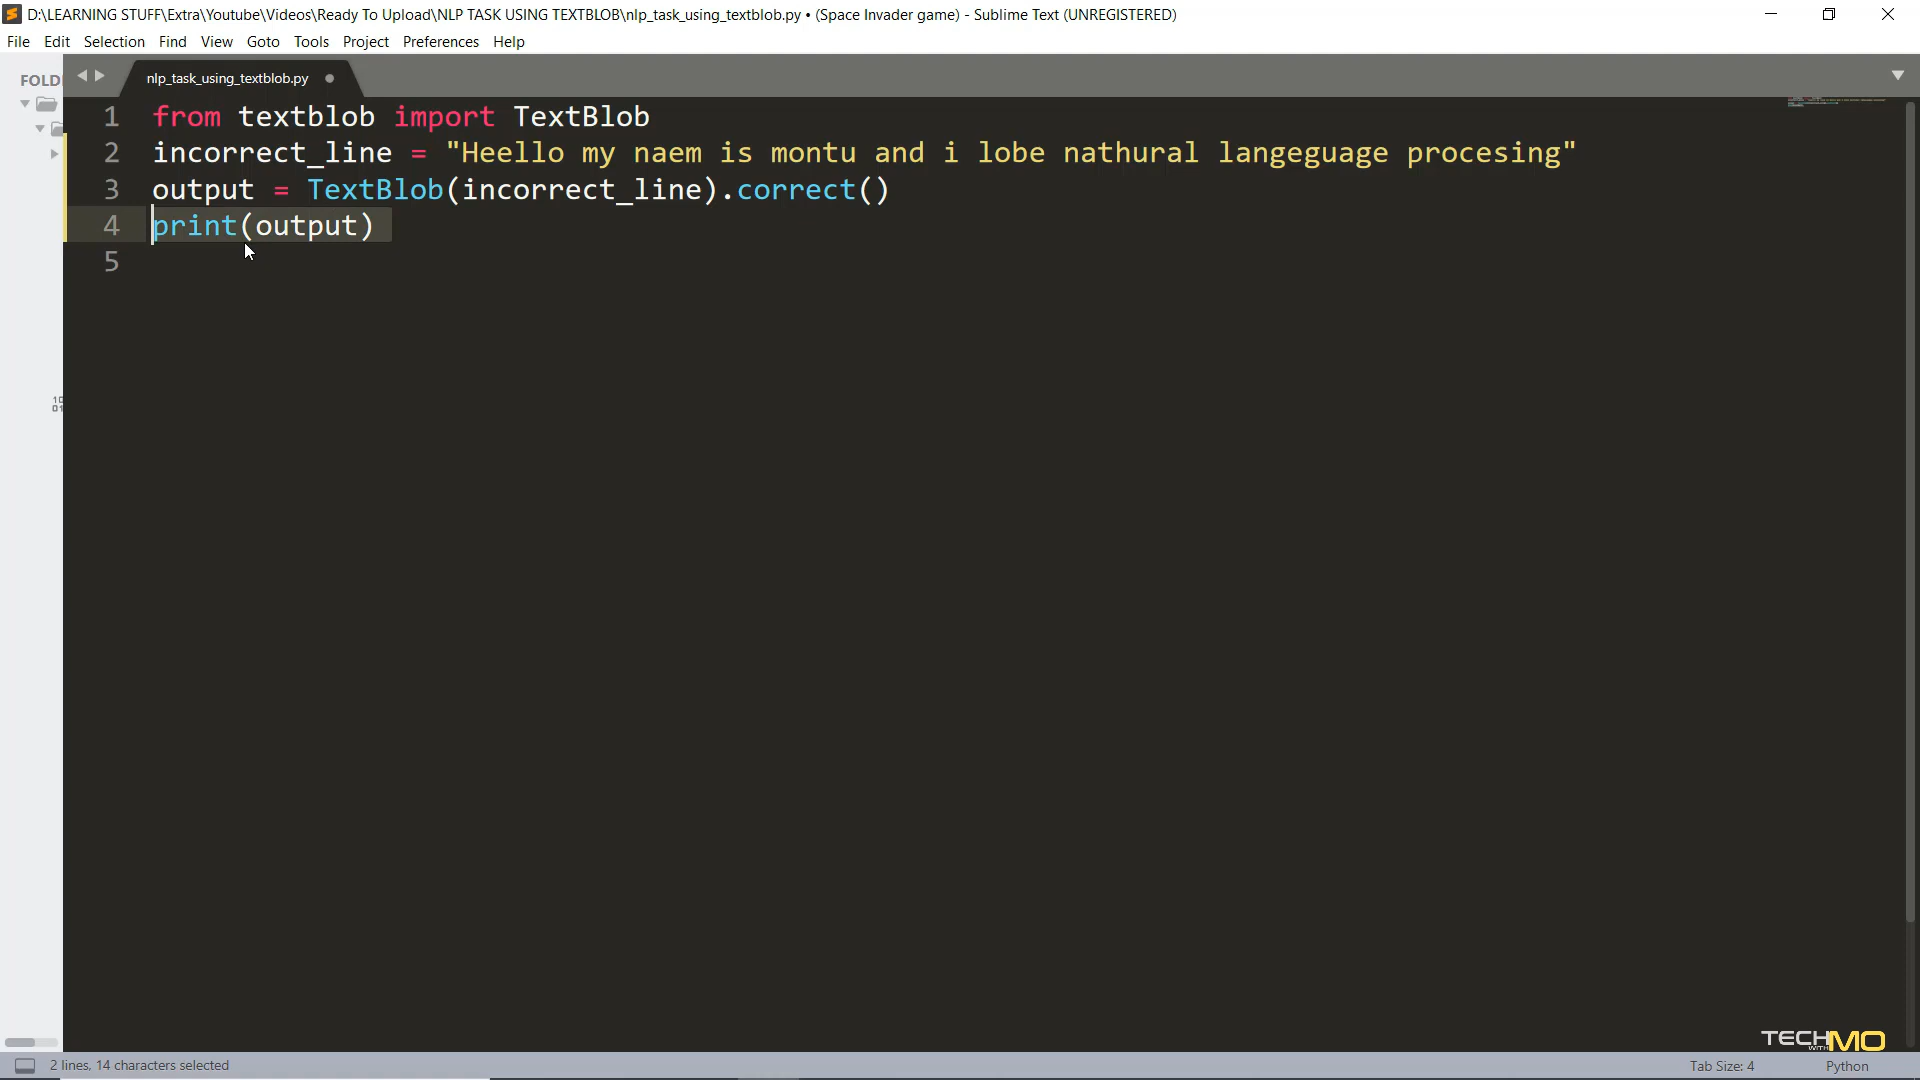 D:\LEARNING STUFF\Extra\Youtube\Videos\Ready To Upload\NLP TASK USING TEXTBLOB\nlp_task_using_textblob.py • (Space Invader game) - Sublime Text (UNREGISTERED)
File Edit Selection Find View Goto Tools Project Preferences Help
FOLD
nlp_task_using_textblob.py
1 from textblob import TextBlob
2 incorrect_line = "Heello my naem is montu and i lobe nathural langeguage procesing"
3 output = TextBlob(incorrect_line).correct()
4 print(output)
5
TECH WITH MO
2 lines, 14 characters selected
Tab Size: 4
Python